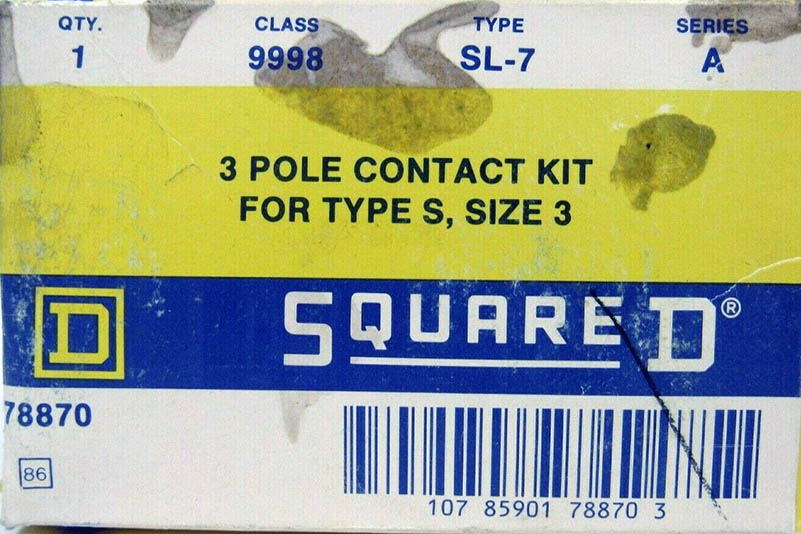 QTY. CLASS TYPE SERIES
1 9998 SL-7 A
3 POLE CONTACT KIT
FOR TYPE S, SIZE 3
D SQUARE D®
78870
86
107 85901 78870 3